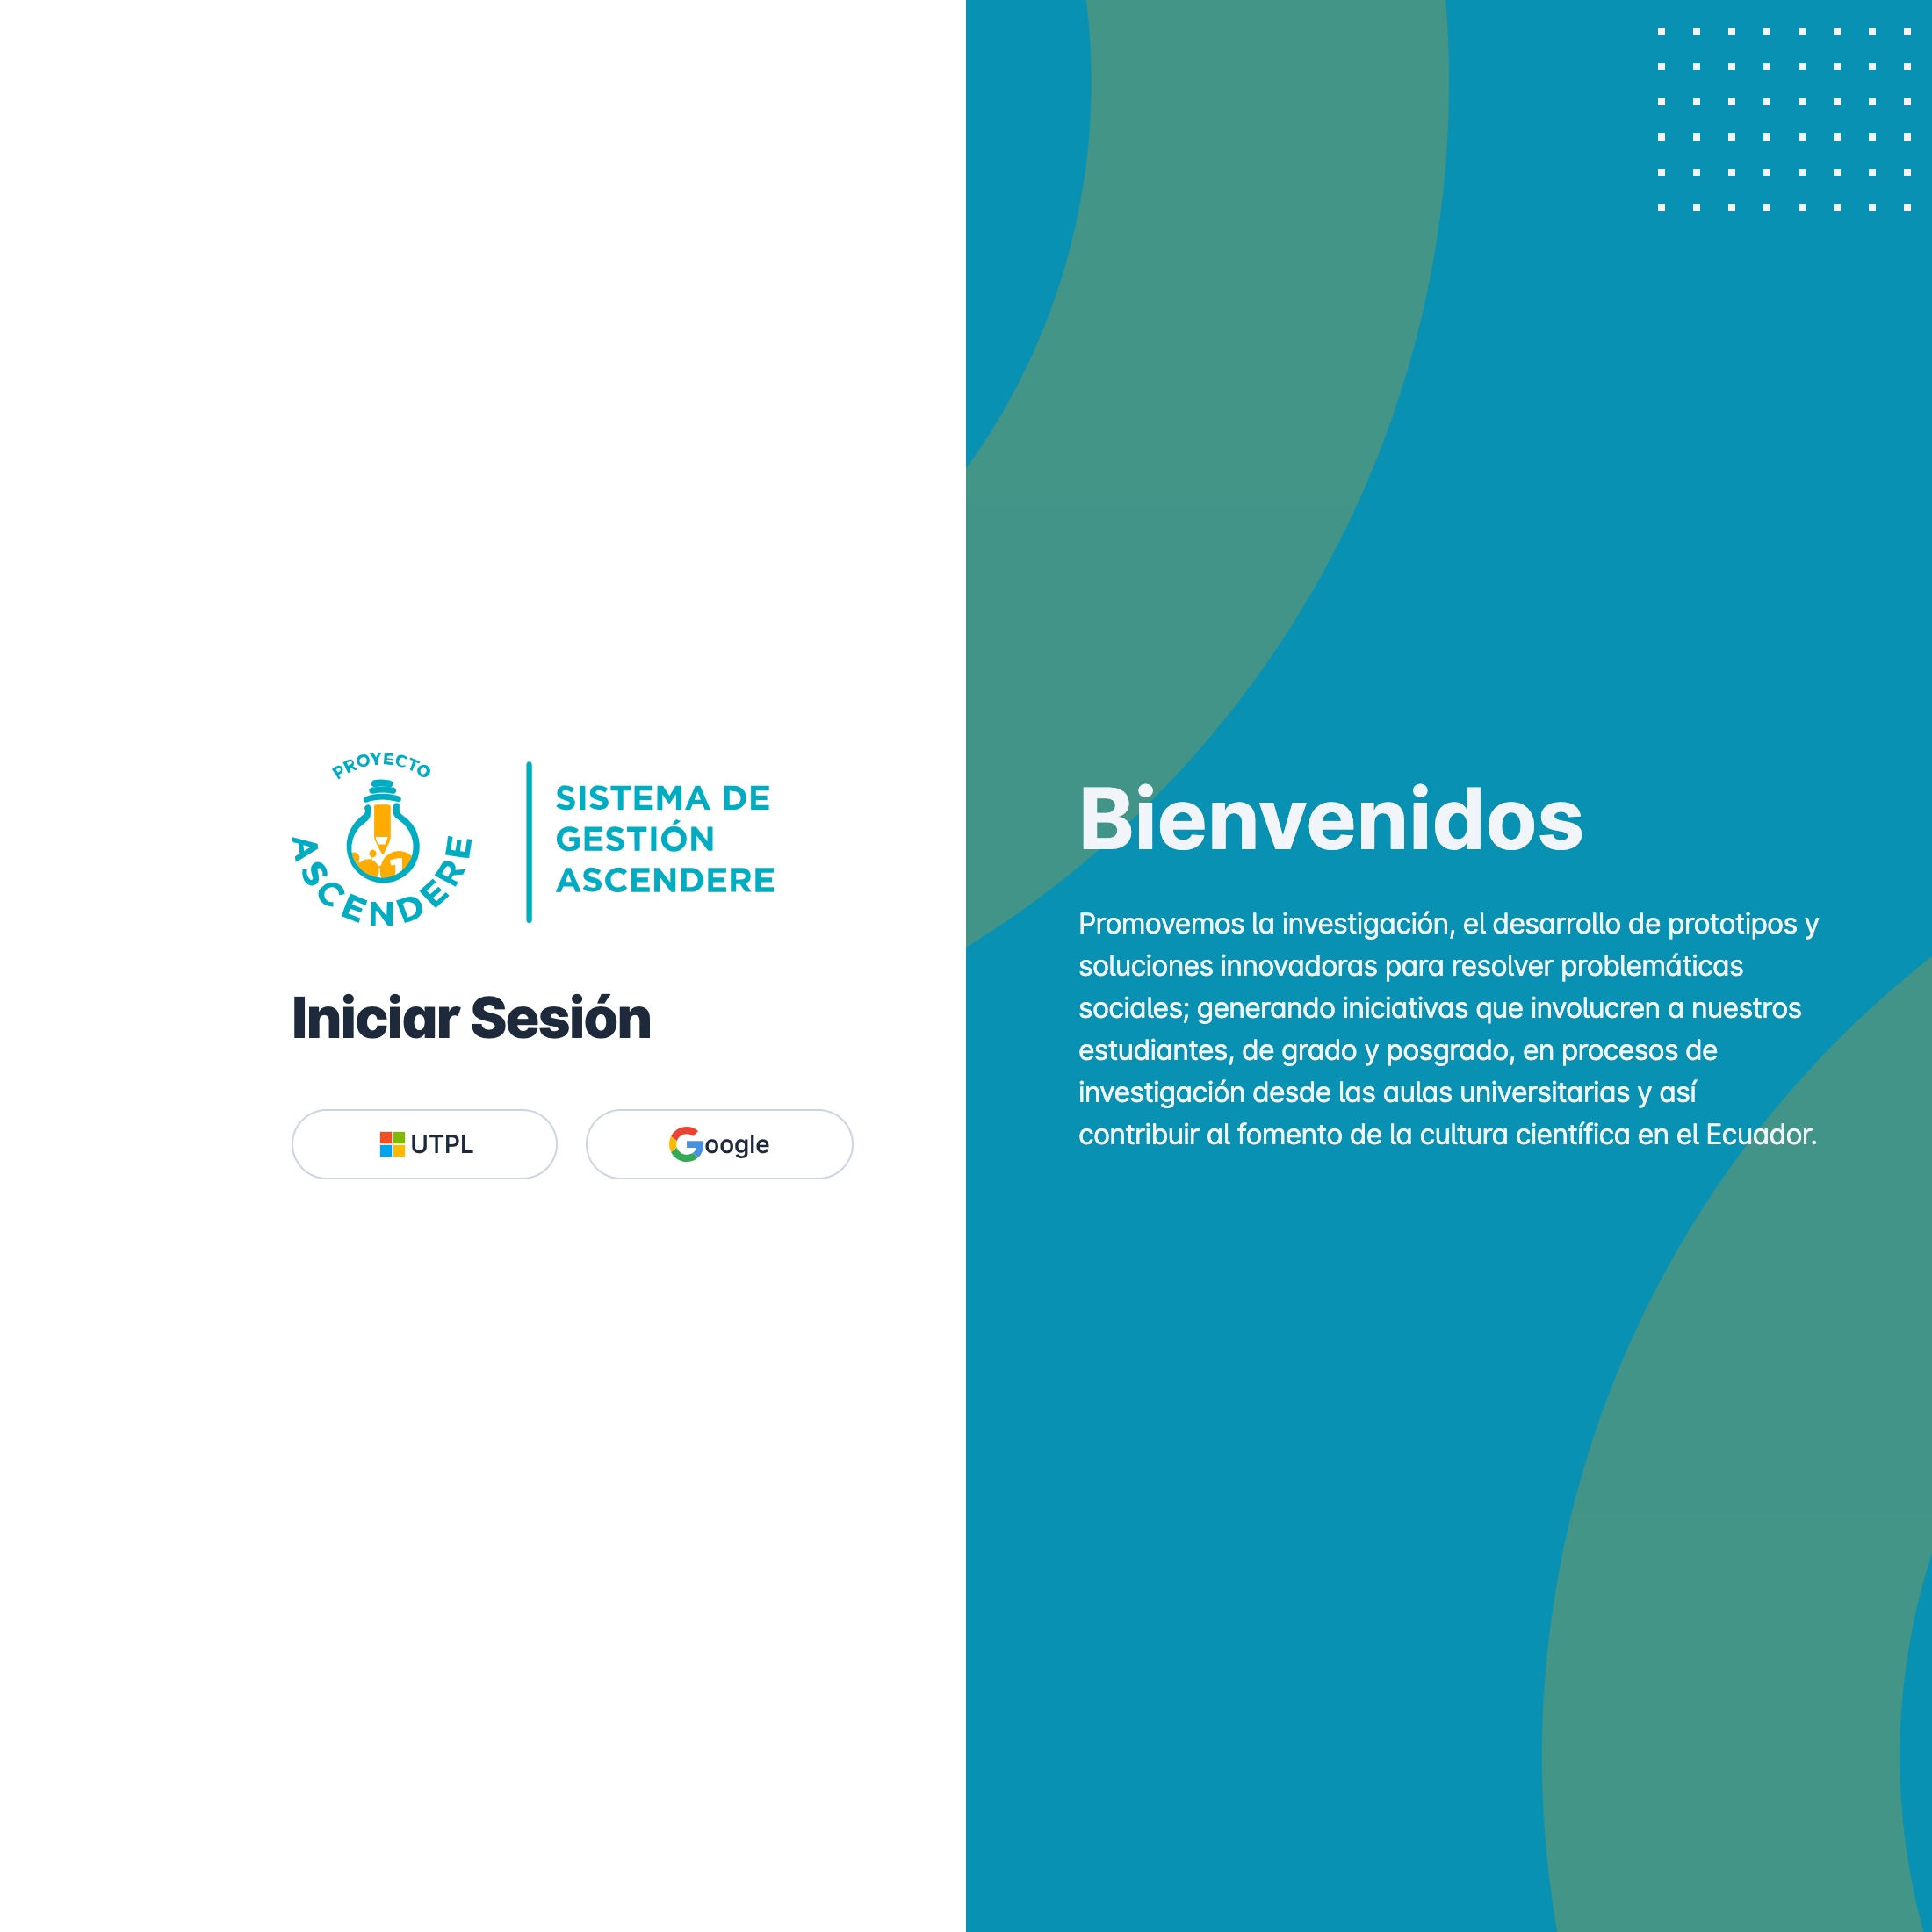 PROYECTO
ASCENDERE
SISTEMA DE
GESTIÓN
ASCENDERE
Iniciar Sesión
UTPL
Google
Bienvenidos
Promovemos la investigación, el desarrollo de prototipos y
soluciones innovadoras para resolver problemáticas
sociales; generando iniciativas que involucren a nuestros
estudiantes, de grado y posgrado, en procesos de
investigación desde las aulas universitarias y así
contribuir al fomento de la cultura científica en el Ecuador.